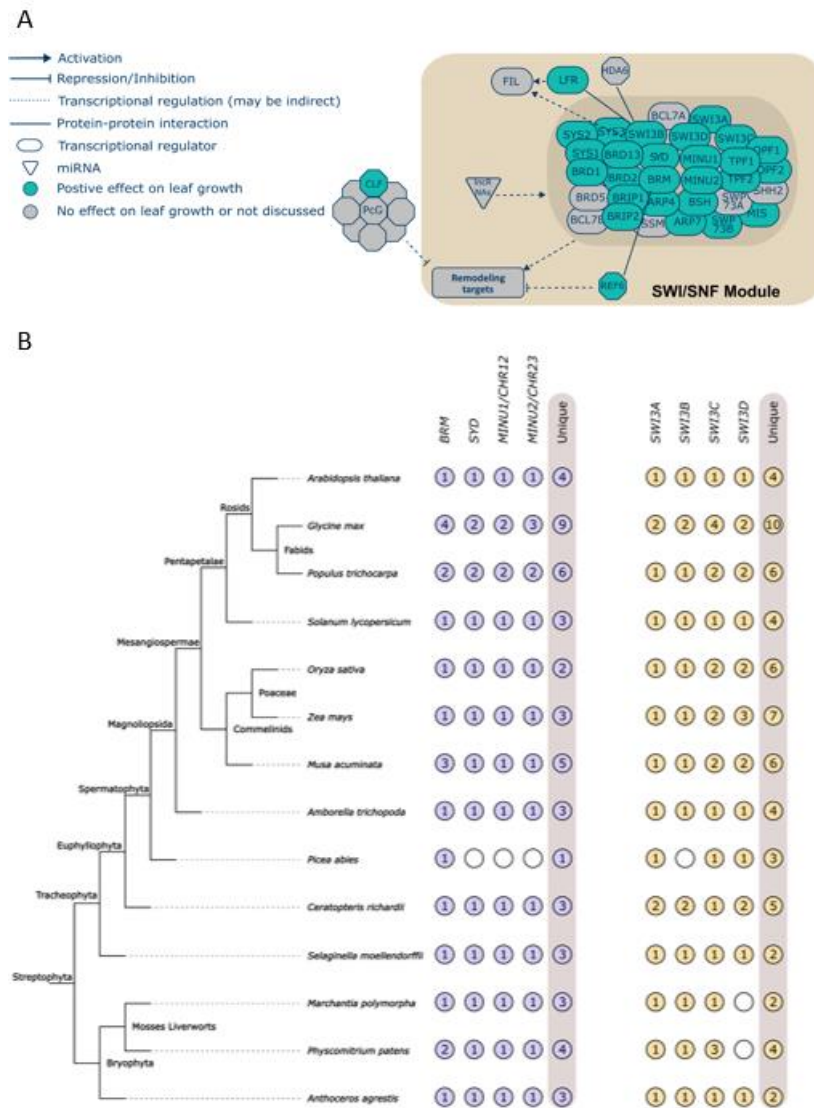 A
Activation
Repression/Inhibition
Transcriptional regulation (may be indirect)
Protein-protein interaction
Transcriptional regulator
miRNA
Postive effect on leaf growth
No effect on leaf growth or not discussed
CLF
PcG
FIL
LFR
HDA6
BCL7A
SWI3A
SYS2
SYS3
SWI3B
SWI3D
SWI3C
OPF1
SYS1
BRD13
SYD
MINU1
TPF1
OPF2
BRD1
BRD2
BRM
MINU2
TPF2
SHH2
lncR
NAs
BRD5
BRIP1
ARP4
BSH
SWP
73A
MIS
BCL7B
BRIP2
SSM
ARP7
SWP
73B
Remodeling
targets
REF6
SWI/SNF Module
B
BRM
SYD
MINU1/CHR12
MINU2/CHR23
Unique
SWI3A
SWI3B
SWI3C
SWI3D
Unique
Arabidopsis thaliana 1 1 1 1 4 1 1 1 1 4
Rosids
Glycine max 4 2 2 3 9 2 2 4 2 10
Fabids
Pentapetalae
Populus trichocarpa 2 2 2 2 6 1 1 2 2 6
Solanum lycopersicum 1 1 1 1 3 1 1 1 1 4
Mesangiospermae
Oryza sativa 1 1 1 1 2 1 1 2 2 6
Poaceae
Zea mays 1 1 1 1 3 1 1 2 3 7
Magnoliopsida
Commelinids
Musa acuminata 3 1 1 1 5 1 1 2 2 6
Spermatophyta
Amborella trichopoda 1 1 1 1 3 1 1 1 1 4
Euphyllophyta
Picea abies 1 1 1 1 1 3
Tracheophyta
Ceratopteris richardii 1 1 1 1 3 2 2 1 2 5
Selaginella moellendorffii 1 1 1 1 3 1 1 1 1 2
Streptophyta
Marchantia polymorpha 1 1 1 1 3 1 1 1 2
Mosses Liverworts
Physcomitrium patens 2 1 1 1 4 1 1 3 4
Bryophyta
Anthoceros agrestis 1 1 1 1 3 1 1 1 1 2